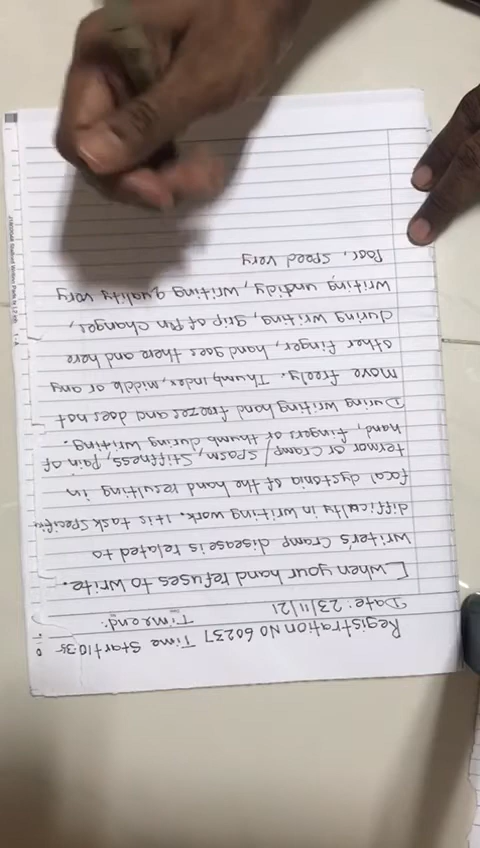 Registration No 60237 Time Start 10:35
Date: 23/11/21 Time end:
[When your hand refuses to write.
Writer's Cramp disease is related to
difficulty in writing work. It is task specific
focal dystonia of the hand resulting in
termor or cramp/spasm, stiffness, Pain of
hand, fingers or thumb during writing.
During writing hand freezes and does not
move freely. Thumb, index, middle or any
other finger, hand goes there and here
during writing, grip of Pen changes,
writing untidy, writing quality very
Poor, speed very